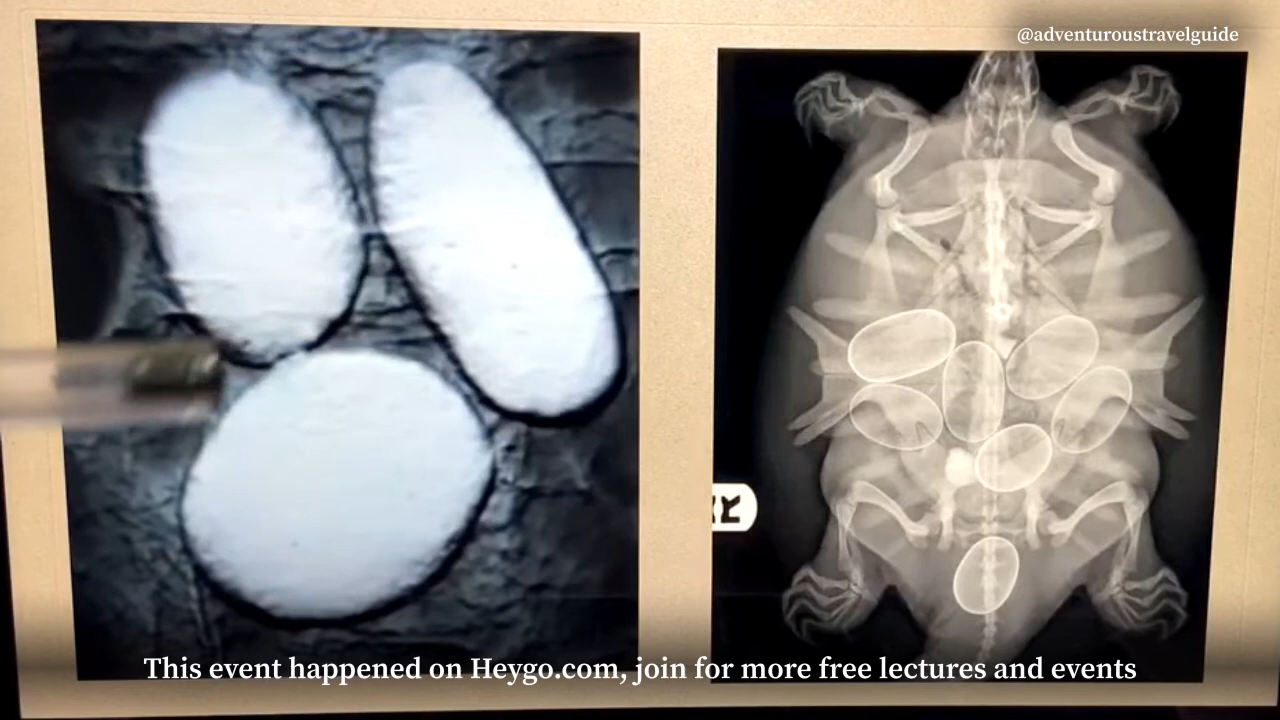 @adventuroustravelguide
This event happened on Heygo.com, join for more free lectures and events